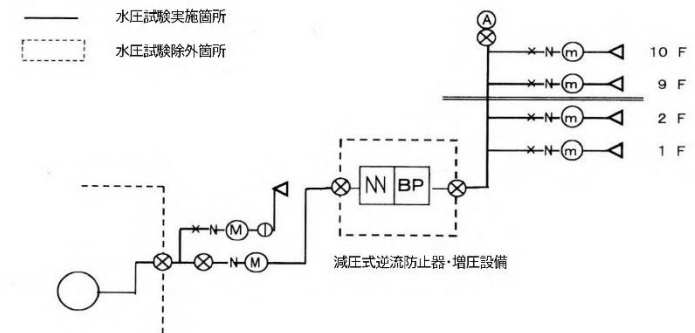 水圧試験実施箇所
水圧試験除外箇所
A
N m 10 F
N m 9 F
N m 2 F
N m 1 F
BP
N M
N M
減圧式逆流防止器・増圧設備